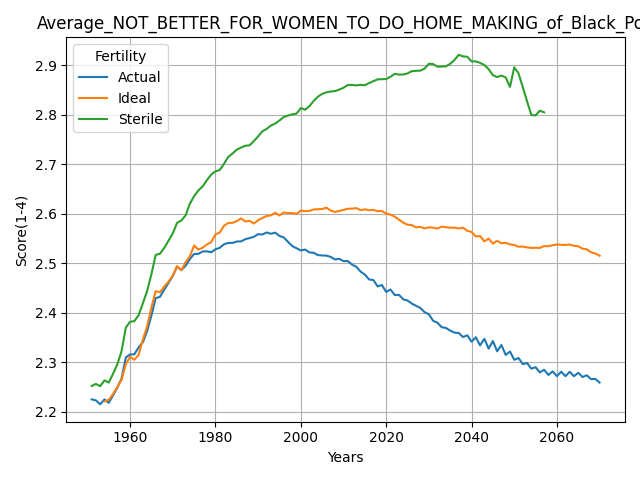 Average_NOT_BETTER_FOR_WOMEN_TO_DO_HOME_MAKING_of_Black_Po
Fertility
Actual
Ideal
Sterile
Score(1-4)
2.9
2.8
2.7
2.6
2.5
2.4
2.3
2.2
1960 1980 2000 2020 2040 2060
Years